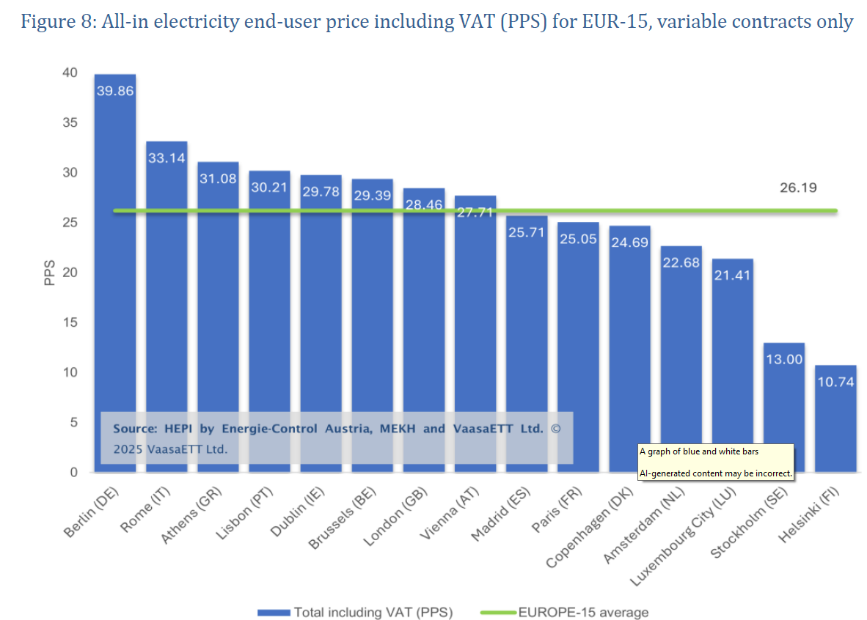 Figure 8: All-in electricity end-user price including VAT (PPS) for EUR-15, variable contracts only
40
35
30
25
20
15
10
5
0
PPS
39.86
33.14
31.08
30.21
29.78
29.39
28.46
27.71
25.71
25.05
24.69
22.68
21.41
13.00
10.74
26.19
Source: HEPI by Energie-Control Austria, MEKH and VaasaETT Ltd. ©
2025 VaasaETT Ltd.
A graph of blue and white bars
AI-generated content may be incorrect.
Berlin (DE)
Rome (IT)
Athens (GR)
Lisbon (PT)
Dublin (IE)
Brussels (BE)
London (GB)
Vienna (AT)
Madrid (ES)
Paris (FR)
Copenhagen (DK)
Amsterdam (NL)
Luxembourg City (LU)
Stockholm (SE)
Helsinki (FI)
Total including VAT (PPS)
EUROPE-15 average